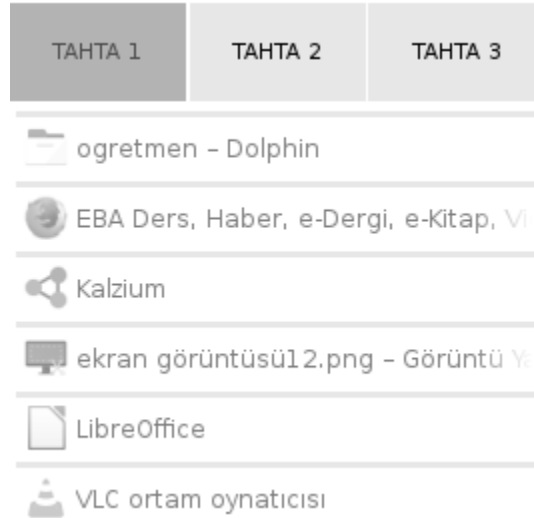 TAHTA 1 TAHTA 2 TAHTA 3
ogretmen – Dolphin
EBA Ders, Haber, e-Dergi, e-Kitap,
Kalzium
ekran görüntüsü12.png – Görüntü
LibreOffice
VLC ortam oynatıcısı